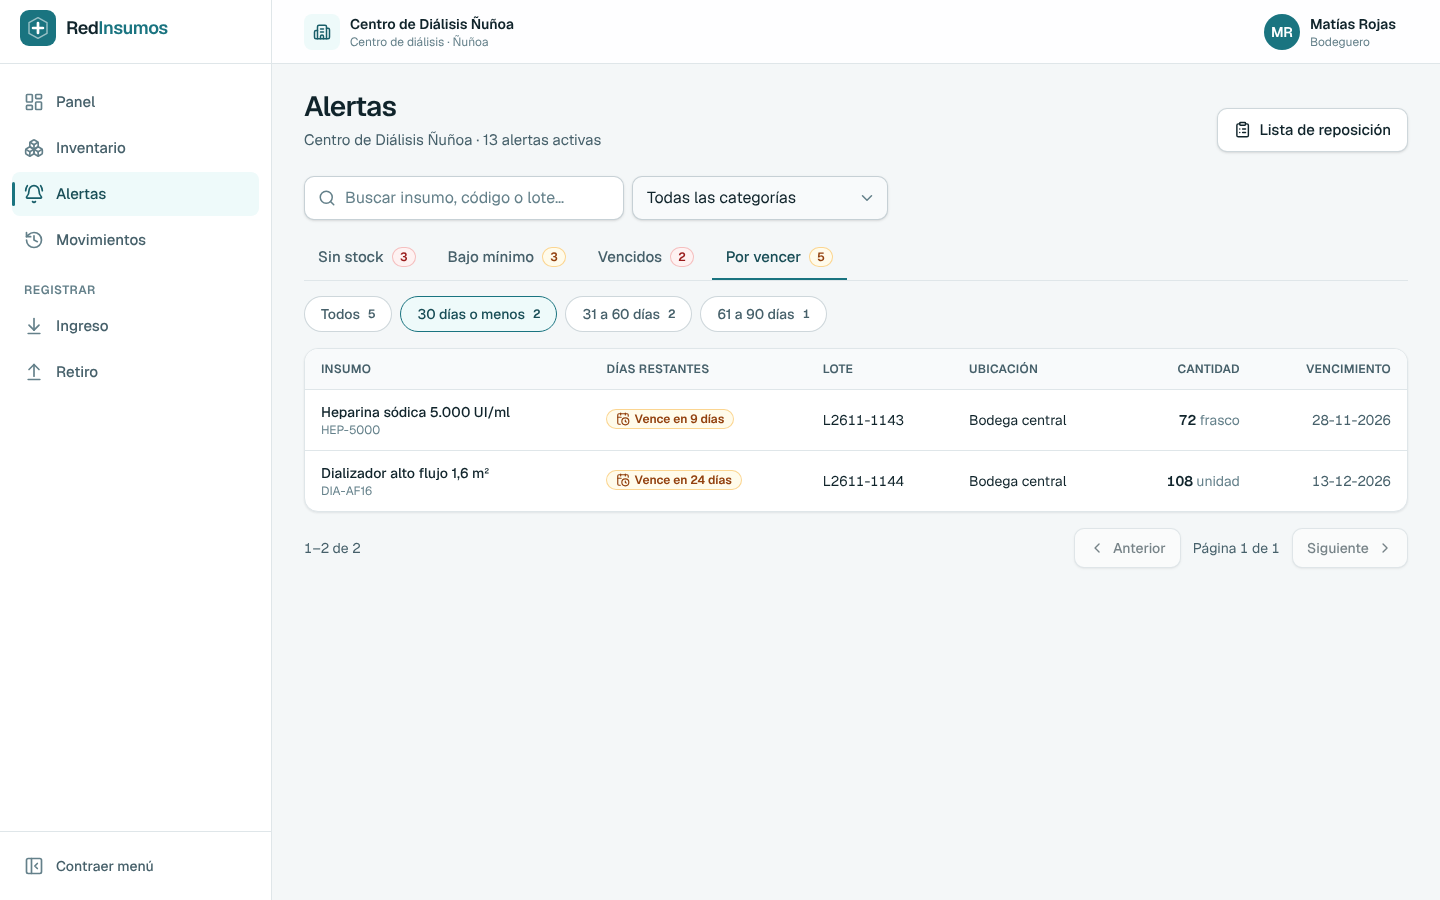 RedInsumos
Centro de Diálisis Ñuñoa
Centro de diálisis · Ñuñoa
MR
Matías Rojas
Bodeguero
Panel
Inventario
Alertas
Movimientos
REGISTRAR
Ingreso
Retiro
Contraer menú
Alertas
Centro de Diálisis Ñuñoa · 13 alertas activas
Lista de reposición
Buscar insumo, código o lote...
Todas las categorías
Sin stock 3
Bajo mínimo 3
Vencidos 2
Por vencer 5
Todos 5
30 días o menos 2
31 a 60 días 2
61 a 90 días 1
INSUMO DÍAS RESTANTES LOTE UBICACIÓN CANTIDAD VENCIMIENTO
Heparina sódica 5.000 UI/ml
HEP-5000
Vence en 9 días
L2611-1143
Bodega central
72 frasco
28-11-2026
Dializador alto flujo 1,6 m²
DIA-AF16
Vence en 24 días
L2611-1144
Bodega central
108 unidad
13-12-2026
1–2 de 2
Anterior
Página 1 de 1
Siguiente